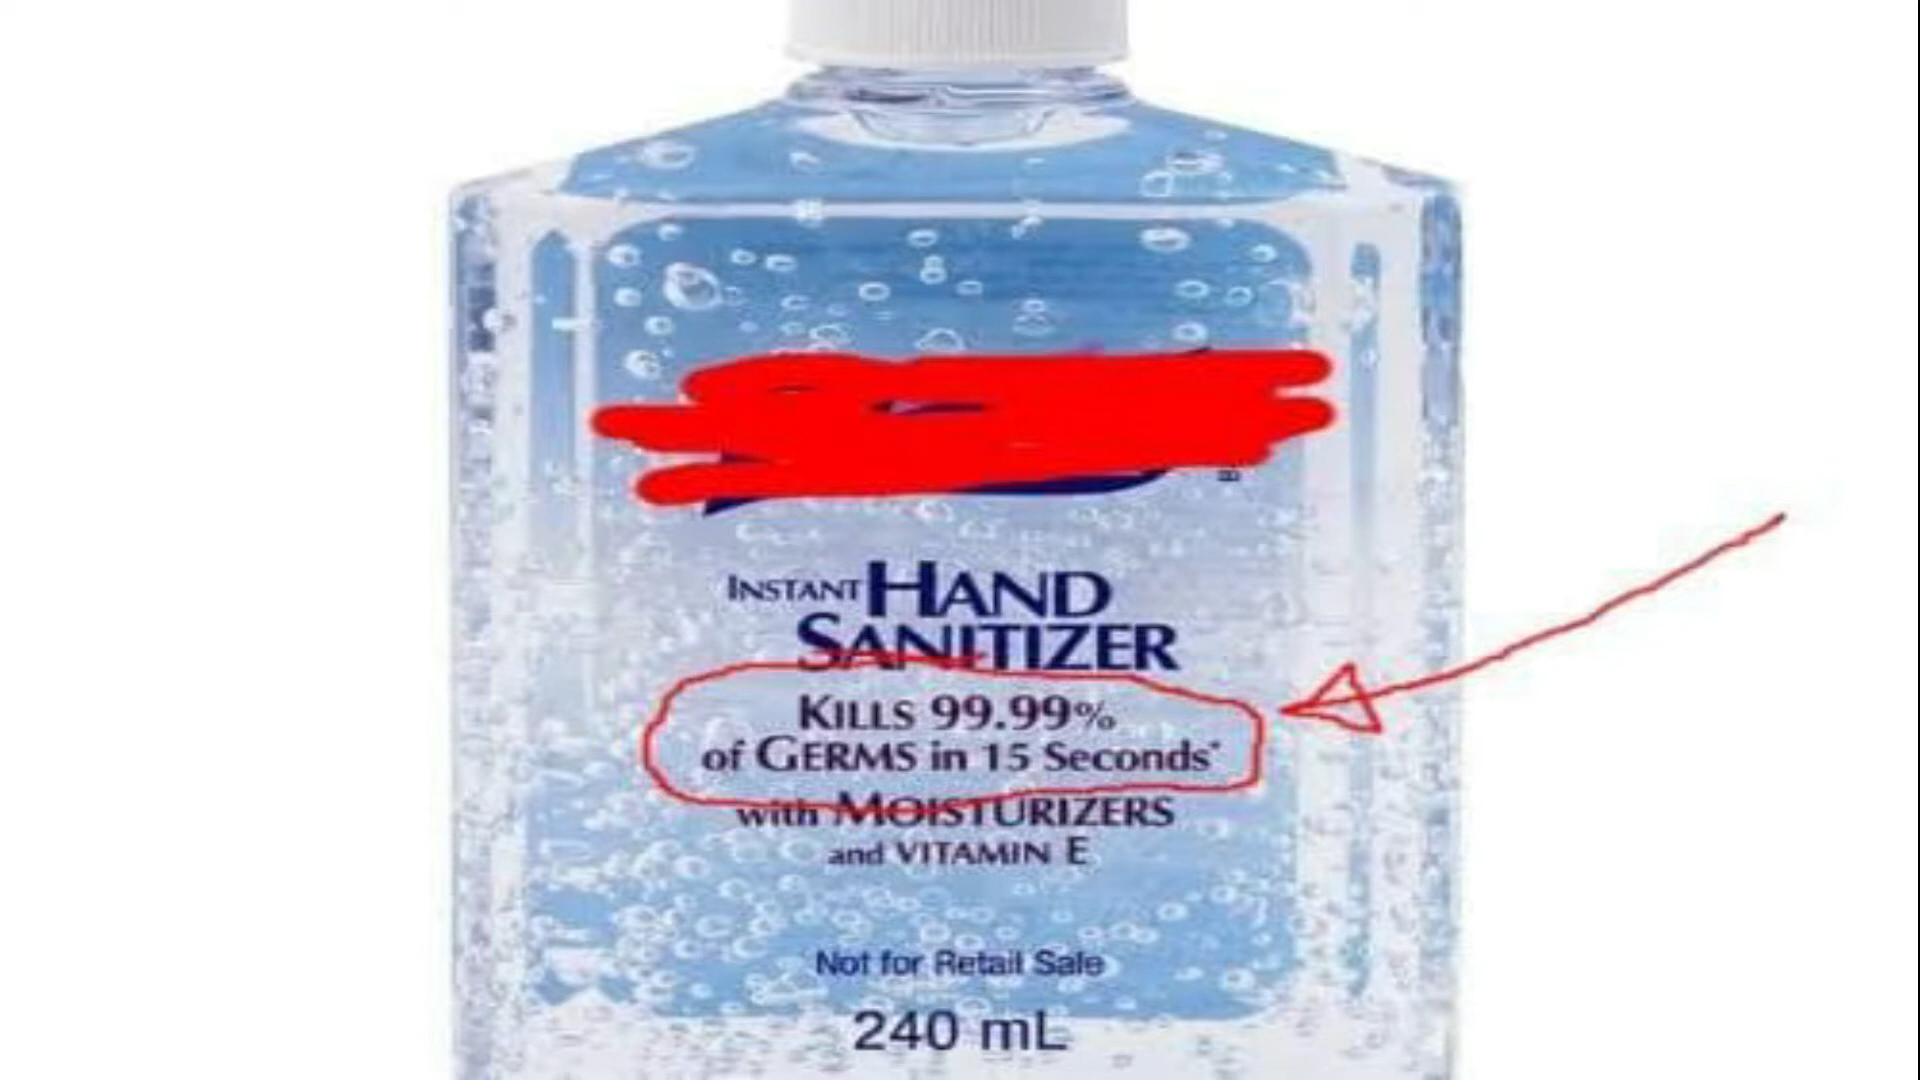 INSTANT HAND
SANITIZER
KILLS 99.99%
of GERMS in 15 Seconds*
with MOISTURIZERS
and VITAMIN E
Not for Retail Sale
240 mL